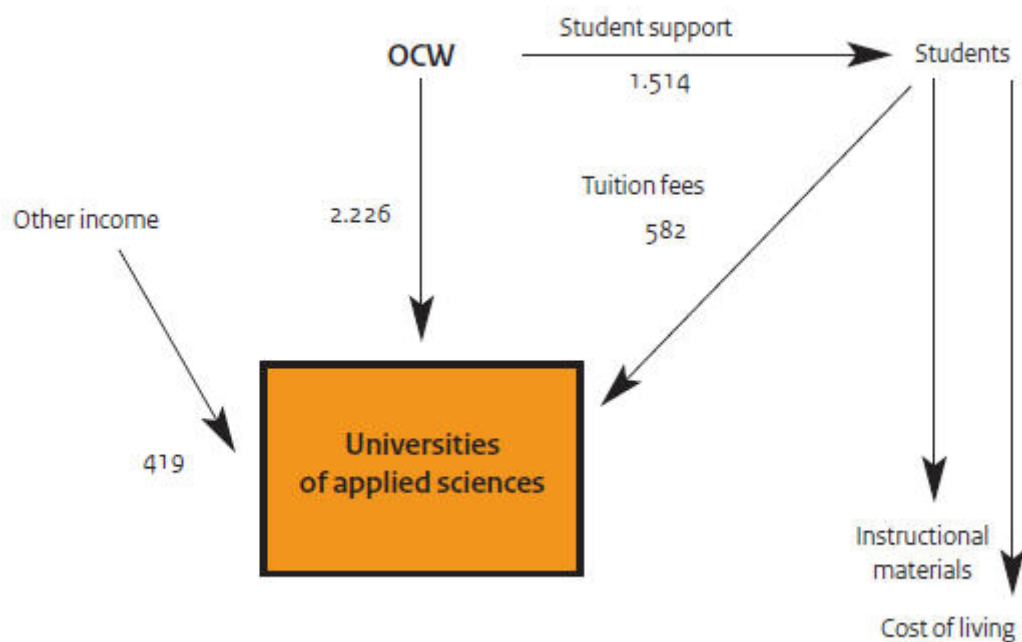 Student support
OCW
Students
1.514
Tuition fees
2.226
582
Other income
419
Universities
of applied sciences
Instructional
materials
Cost of living